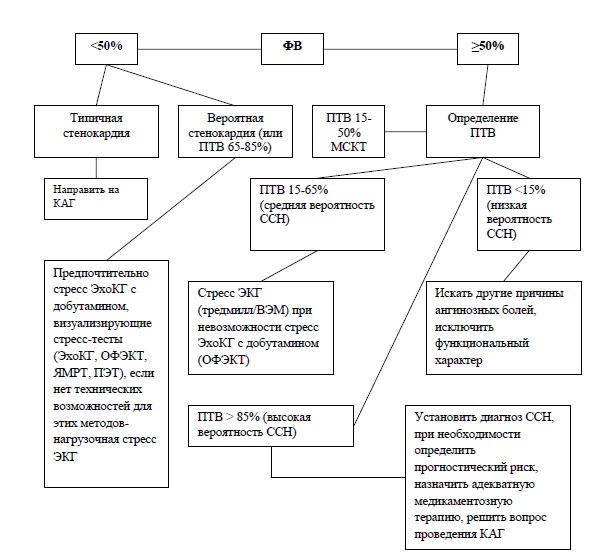 <50%
ФВ
≥50%
Типичная
стенокардия
Вероятная
стенокардия (или
ПТВ 65-85%)
ПТВ 15-
50%
МСКТ
Определение
ПТВ
Направить на
КАГ
ПТВ 15-65%
(средняя вероятность
ССН)
ПТВ <15%
(низкая
вероятность
ССН)
Предпочтительно
стресс ЭхоКГ с
добутамином,
визуализирующие
стресс-тесты
(ЭхоКГ, ОФЭКТ,
ЯМРТ, ПЭТ), если
нет технических
возможностей для
этих методов-
нагрузочная стресс
ЭКГ
Стресс ЭКГ
(тредмилл/ВЭМ) при
невозможности стресс
ЭхоКГ с добутамином
(ОФЭКТ)
Искать другие причины
ангинозных болей,
исключить
функциональный
характер
ПТВ > 85% (высокая
вероятность ССН)
Установить диагноз ССН,
при необходимости
определить
прогностический риск,
назначить адекватную
медикаментозную
терапию, решить вопрос
проведения КАГ